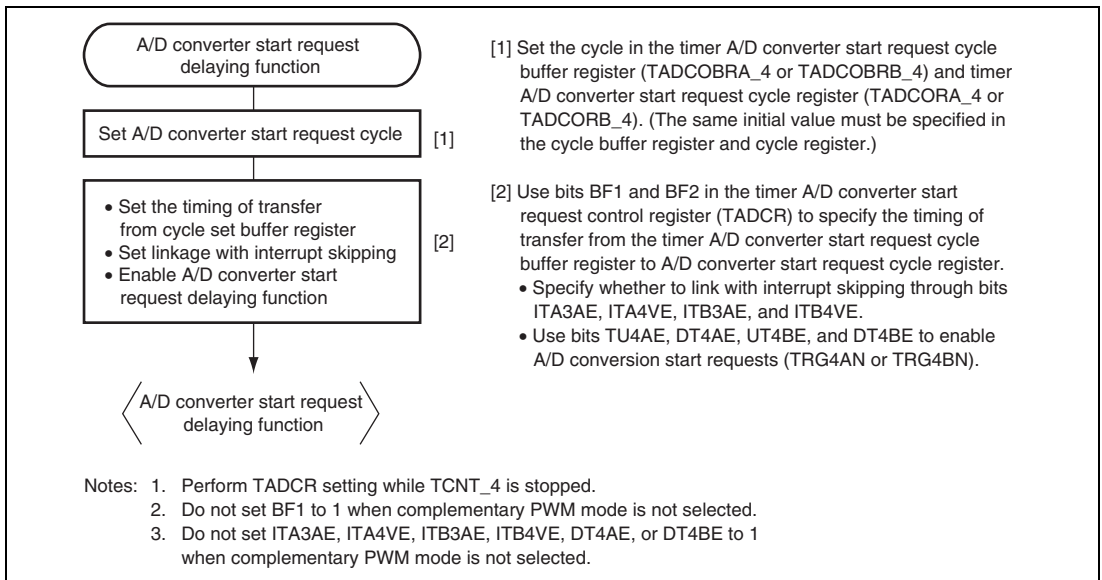 A/D converter start request
delaying function
Set A/D converter start request cycle
[1]
• Set the timing of transfer
from cycle set buffer register
• Set linkage with interrupt skipping
• Enable A/D converter start
request delaying function
[2]
A/D converter start request
delaying function
[1] Set the cycle in the timer A/D converter start request cycle
buffer register (TADCOBRA_4 or TADCOBRB_4) and timer
A/D converter start request cycle register (TADCORA_4 or
TADCORB_4). (The same initial value must be specified in
the cycle buffer register and cycle register.)
[2] Use bits BF1 and BF2 in the timer A/D converter start
request control register (TADCR) to specify the timing of
transfer from the timer A/D converter start request cycle
buffer register to A/D converter start request cycle register.
• Specify whether to link with interrupt skipping through bits
ITA3AE, ITA4VE, ITB3AE, and ITB4VE.
• Use bits TU4AE, DT4AE, UT4BE, and DT4BE to enable
A/D conversion start requests (TRG4AN or TRG4BN).
Notes: 1. Perform TADCR setting while TCNT_4 is stopped.
2. Do not set BF1 to 1 when complementary PWM mode is not selected.
3. Do not set ITA3AE, ITA4VE, ITB3AE, ITB4VE, DT4AE, or DT4BE to 1
when complementary PWM mode is not selected.